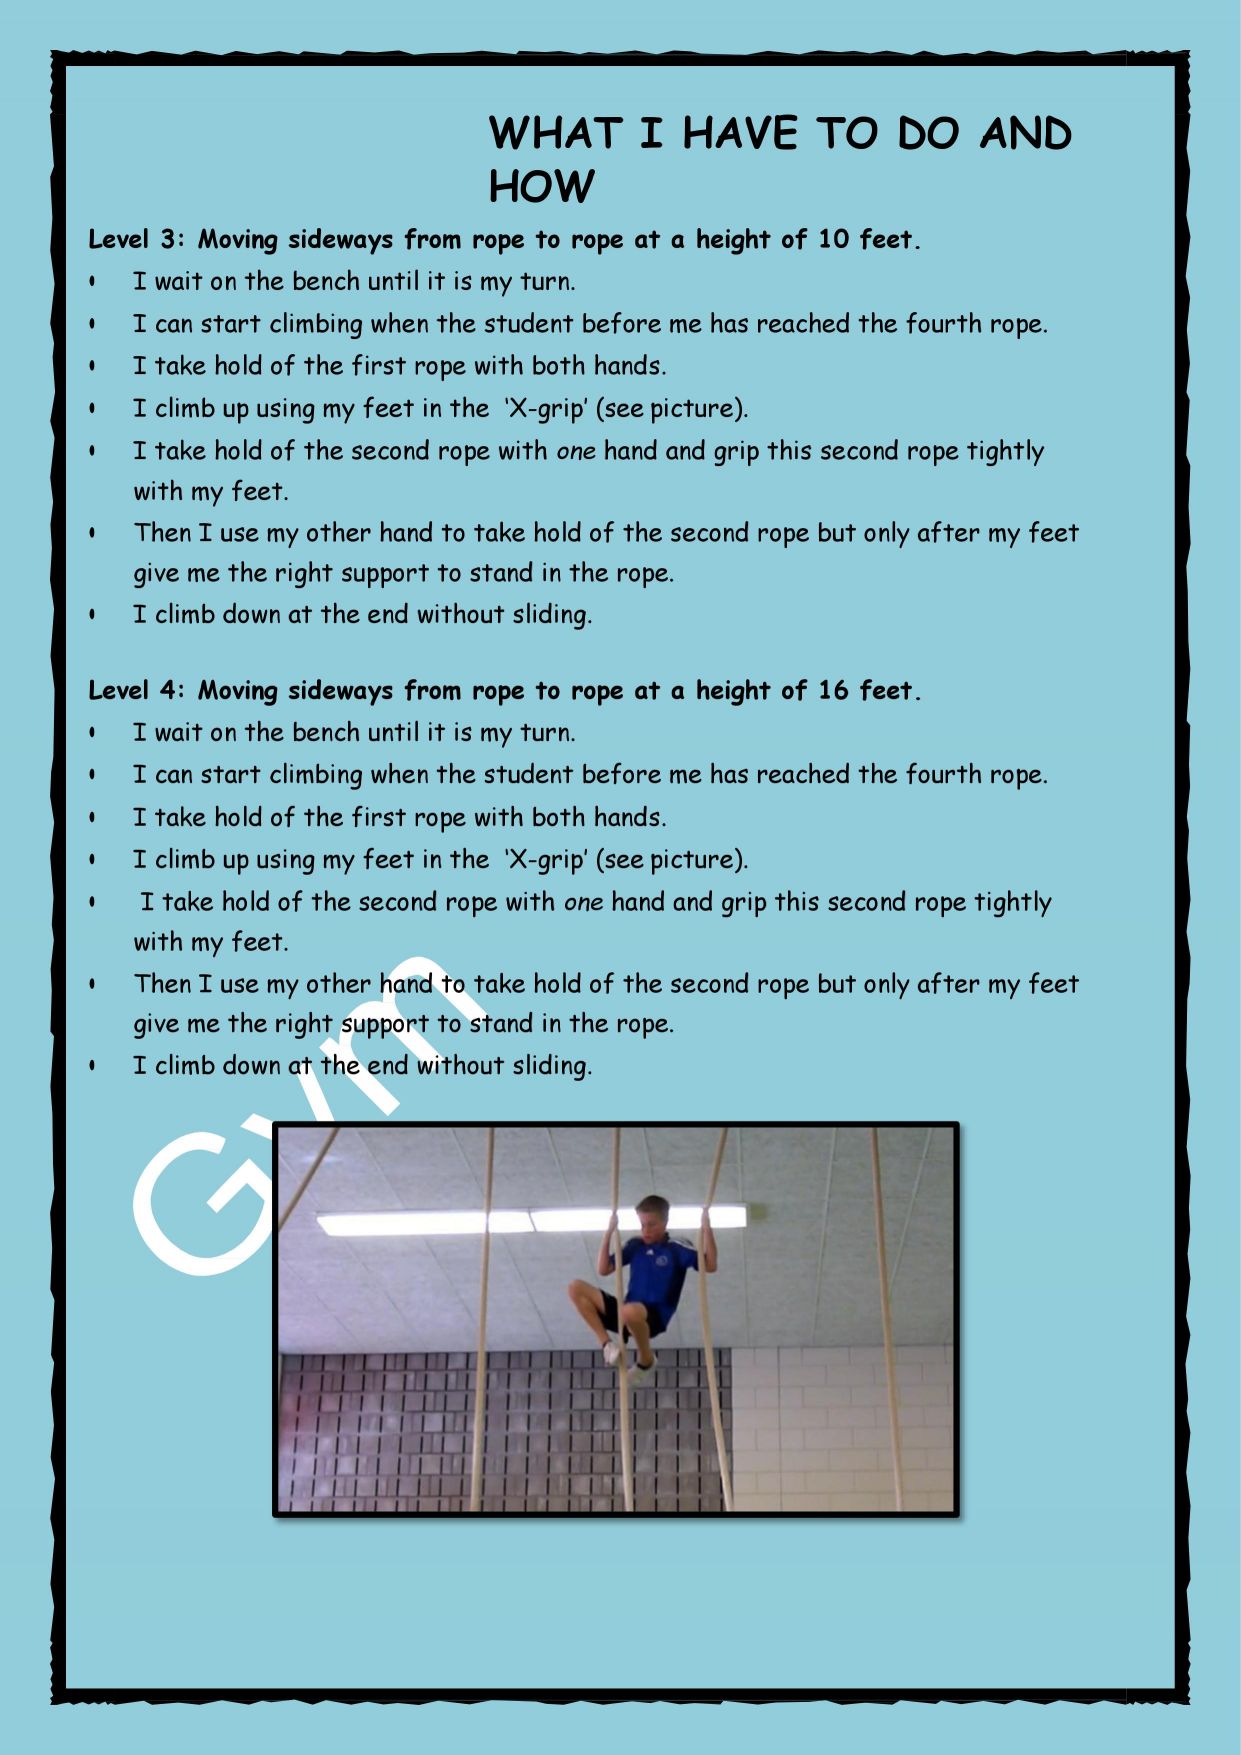 WHAT I HAVE TO DO AND
HOW
Level 3: Moving sideways from rope to rope at a height of 10 feet.
• I wait on the bench until it is my turn.
• I can start climbing when the student before me has reached the fourth rope.
• I take hold of the first rope with both hands.
• I climb up using my feet in the ‘X-grip’ (see picture).
• I take hold of the second rope with one hand and grip this second rope tightly
with my feet.
• Then I use my other hand to take hold of the second rope but only after my feet
give me the right support to stand in the rope.
• I climb down at the end without sliding.
Level 4: Moving sideways from rope to rope at a height of 16 feet.
• I wait on the bench until it is my turn.
• I can start climbing when the student before me has reached the fourth rope.
• I take hold of the first rope with both hands.
• I climb up using my feet in the ‘X-grip’ (see picture).
• I take hold of the second rope with one hand and grip this second rope tightly
with my feet.
• Then I use my other hand to take hold of the second rope but only after my feet
give me the right support to stand in the rope.
• I climb down at the end without sliding.
Gym